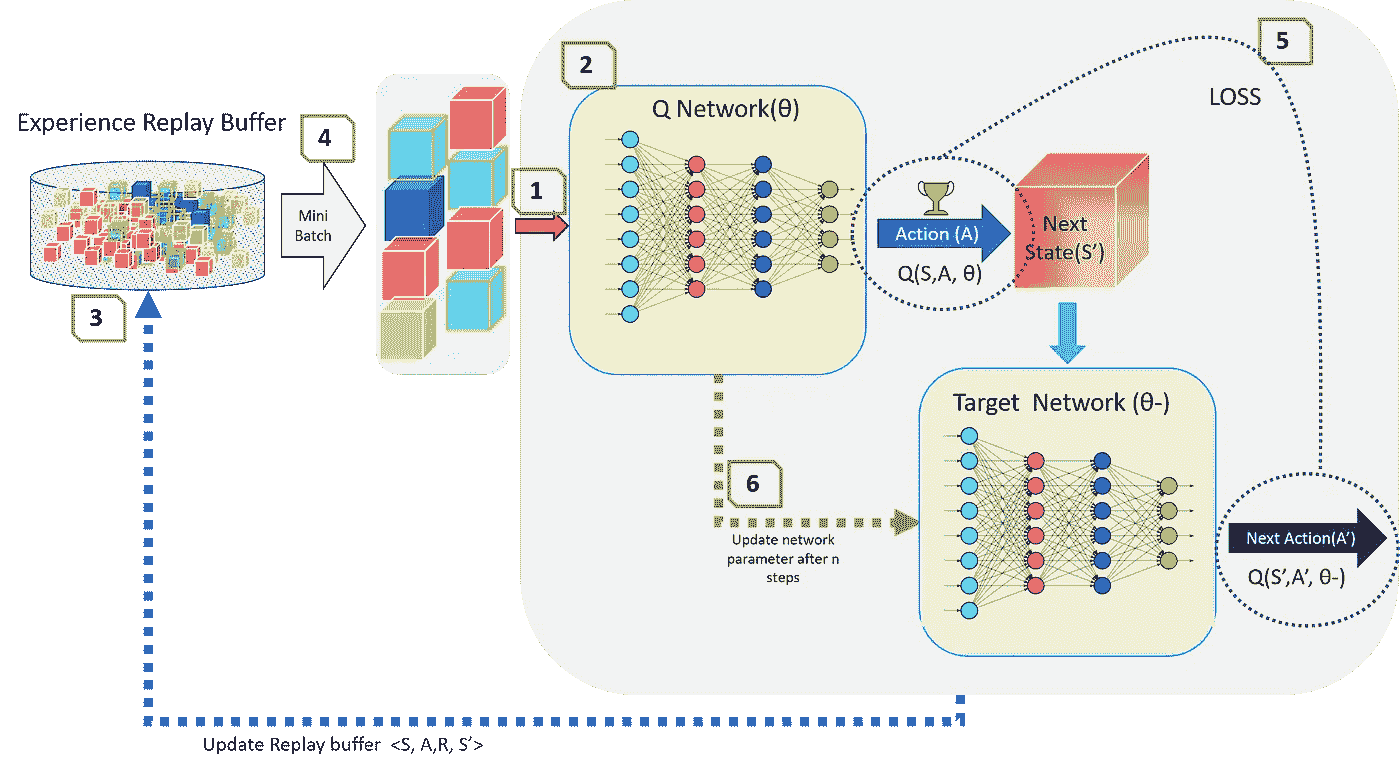 5
2
LOSS
Q Network(θ)
Experience Replay Buffer
4
1
Mini
Batch
Action (A)
Next
State(S’)
Q(S,A, θ)
3
Target Network (θ-)
6
Update network
parameter after n
steps
Next Action(A’)
Q(S’,A’, θ-)
Update Replay buffer <S, A,R, S’>